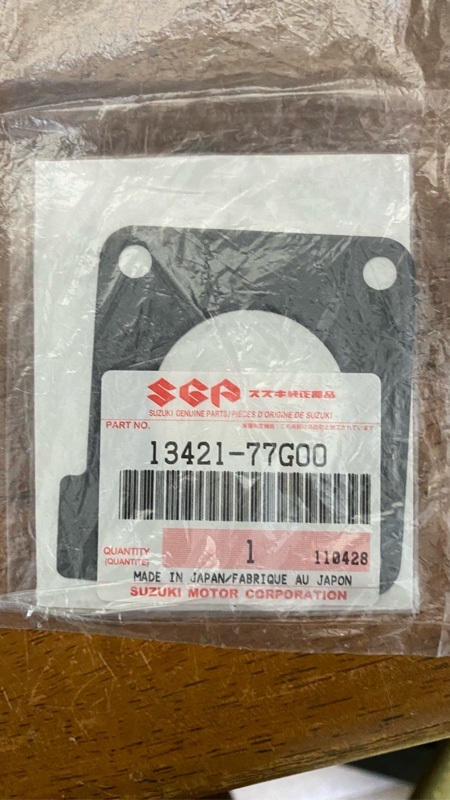 SGP スズキ純正部品
SUZUKI GENUINE PARTS/PIECES D'ORIGINE DE SUZUKI
PART NO.
13421-77G00
QUANTITY
(QUANTITÉ)
1
110428
MADE IN JAPAN/FABRIQUE AU JAPON
SUZUKI MOTOR CORPORATION